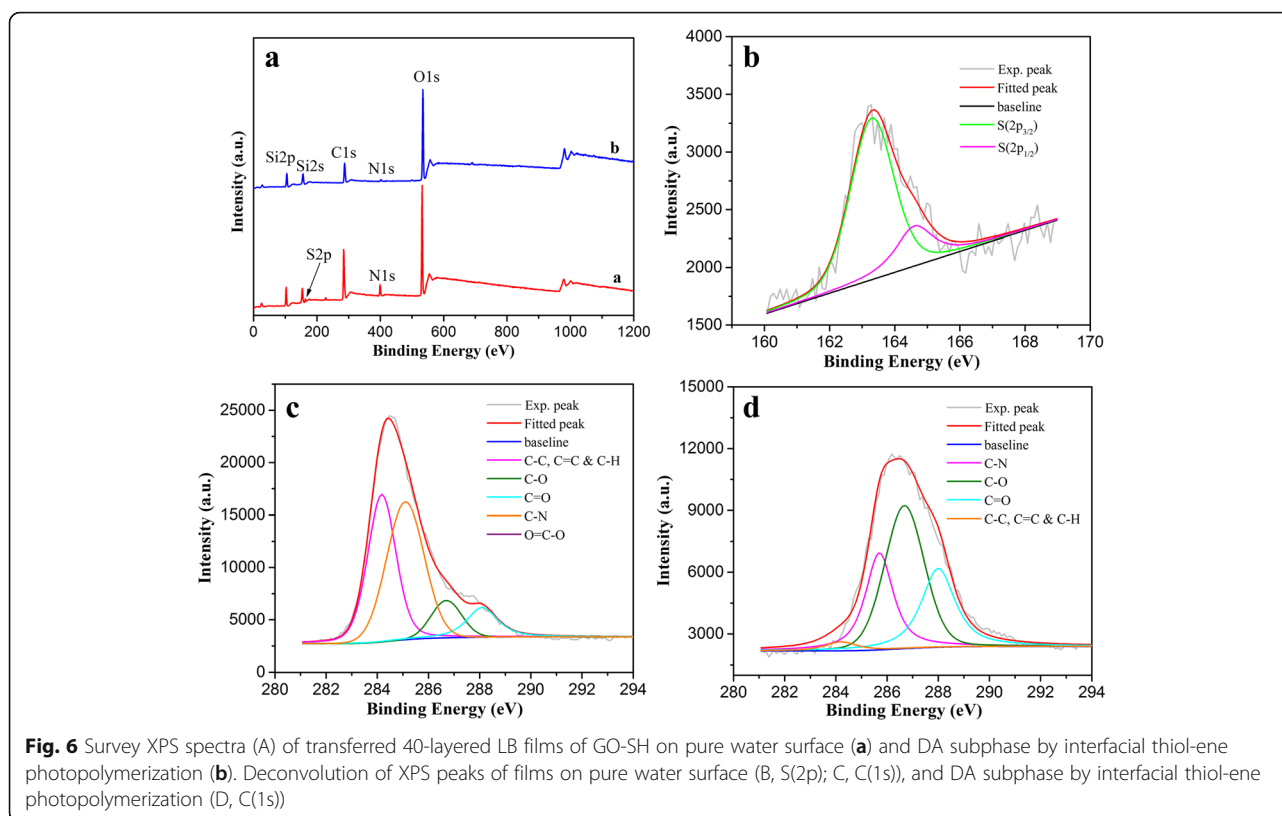 a
O1s
C1s
N1s
Si2p
Si2s
b
S2p
N1s
a
Intensity (a.u.)
0 200 400 600 800 1000 1200
Binding Energy (eV)
b
4000
3500
3000
2500
2000
1500
Exp. peak
Fitted peak
baseline
S(2p3/2)
S(2p1/2)
Intensity (a.u.)
160 162 164 166 168 170
Binding Energy (eV)
c
25000
20000
15000
10000
5000
0
Exp. peak
Fitted peak
baseline
C-C, C=C & C-H
C-O
C=O
C-N
O=C-O
Intensity (a.u.)
280 282 284 286 288 290 292 294
Binding Energy (eV)
d
15000
12000
9000
6000
3000
0
Exp. peak
Fitted peak
baseline
C-N
C-O
C=O
C-C, C=C & C-H
Intensity (a.u.)
280 282 284 286 288 290 292 294
Binding Energy (eV)
Fig. 6 Survey XPS spectra (A) of transferred 40-layered LB films of GO-SH on pure water surface (a) and DA subphase by interfacial thiol-ene
photopolymerization (b). Deconvolution of XPS peaks of films on pure water surface (B, S(2p); C, C(1s)), and DA subphase by interfacial thiol-ene
photopolymerization (D, C(1s))